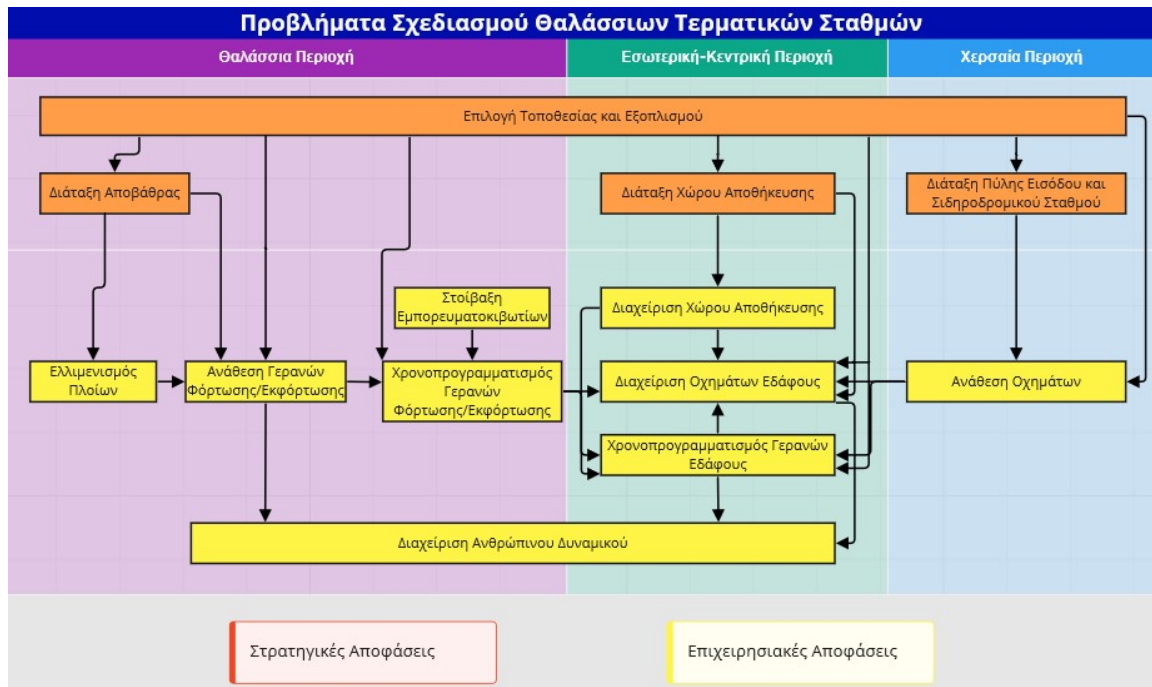 Προβλήματα Σχεδιασμού Θαλάσσιων Τερματικών Σταθμών
Θαλάσσια Περιοχή
Εσωτερική-Κεντρική Περιοχή
Χερσαία Περιοχή
Επιλογή Τοποθεσίας και Εξοπλισμού
Διάταξη Αποβάθρας
Διάταξη Χώρου Αποθήκευσης
Διάταξη Πύλης Εισόδου και
Σιδηροδρομικού Σταθμού
Στοίβαξη
Εμπορευματοκιβωτίων
Διαχείριση Χώρου Αποθήκευσης
Ελλιμενισμός
Πλοίων
Ανάθεση Γερανών
Φόρτωσης/Εκφόρτωσης
Χρονοπρογραμματισμός
Γερανών
Φόρτωσης/Εκφόρτωσης
Διαχείριση Οχημάτων Εδάφους
Ανάθεση Οχημάτων
Χρονοπρογραμματισμός Γερανών
Εδάφους
Διαχείριση Ανθρώπινου Δυναμικού
Στρατηγικές Αποφάσεις
Επιχειρησιακές Αποφάσεις